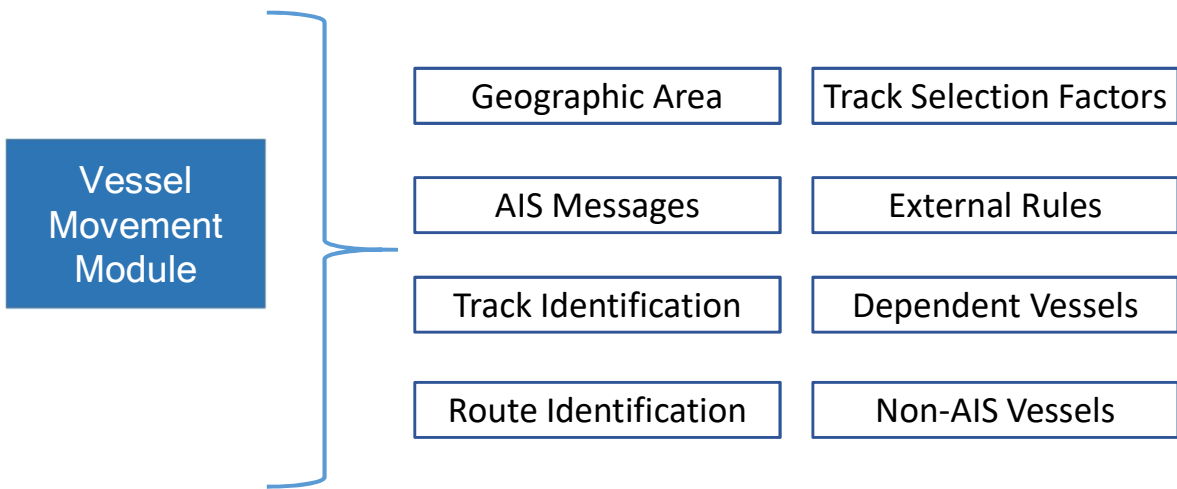 Vessel
Movement
Module
Geographic Area
AIS Messages
Track Identification
Route Identification
Track Selection Factors
External Rules
Dependent Vessels
Non-AIS Vessels